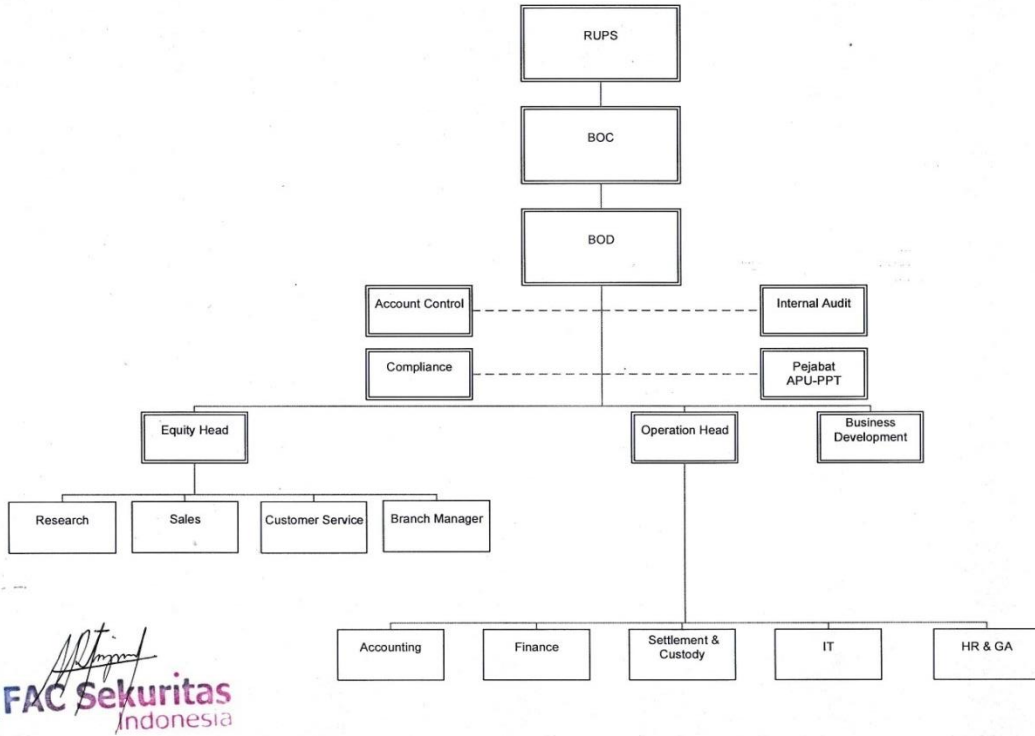 RUPS
BOC
BOD
Account Control
Internal Audit
Compliance
Pejabat
APU-PPT
Equity Head
Operation Head
Business
Development
Research
Sales
Customer Service
Branch Manager
Accounting
Finance
Settlement &
Custody
IT
HR & GA
FAC Sekuritas
Indonesia